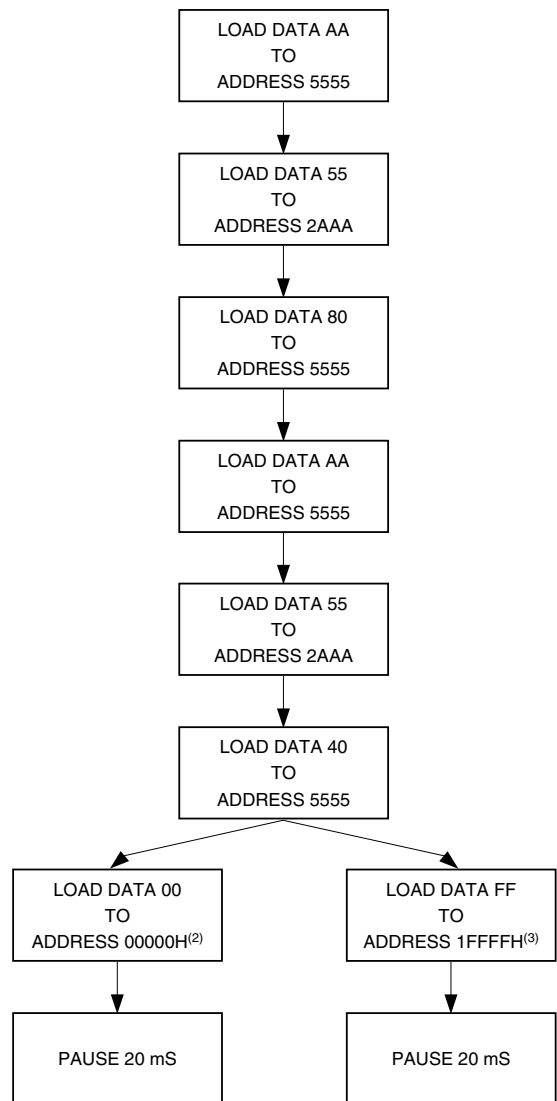 LOAD DATA AA
TO
ADDRESS 5555
LOAD DATA 55
TO
ADDRESS 2AAA
LOAD DATA 80
TO
ADDRESS 5555
LOAD DATA AA
TO
ADDRESS 5555
LOAD DATA 55
TO
ADDRESS 2AAA
LOAD DATA 40
TO
ADDRESS 5555
LOAD DATA 00
TO
ADDRESS 00000H(2)
LOAD DATA FF
TO
ADDRESS 1FFFFH(3)
PAUSE 20 mS
PAUSE 20 mS